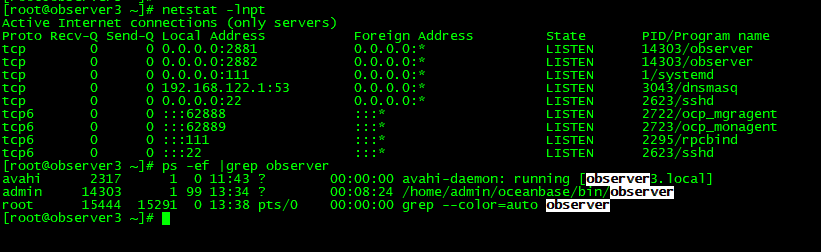 [root@observer3 ~]# netstat -lnpt
Active Internet connections (only servers)
Proto Recv-Q Send-Q Local Address           Foreign Address         State       PID/Program name
tcp        0      0 0.0.0.0:2881            0.0.0.0:*               LISTEN      14303/observer
tcp        0      0 0.0.0.0:2882            0.0.0.0:*               LISTEN      14303/observer
tcp        0      0 0.0.0.0:111             0.0.0.0:*               LISTEN      1/systemd
tcp        0      0 192.168.122.1:53        0.0.0.0:*               LISTEN      3043/dnsmasq
tcp        0      0 0.0.0.0:22              0.0.0.0:*               LISTEN      2623/sshd
tcp6       0      0 :::62888                :::*                    LISTEN      2722/ocp_mgragent
tcp6       0      0 :::62889                :::*                    LISTEN      2723/ocp_monagent
tcp6       0      0 :::111                  :::*                    LISTEN      2295/rpcbind
tcp6       0      0 :::22                   :::*                    LISTEN      2623/sshd
[root@observer3 ~]# ps -ef |grep observer
avahi     2317     1  0 11:43 ?        00:00:00 avahi-daemon: running [observer3.local]
admin    14303     1 99 13:34 ?        00:08:24 /home/admin/oceanbase/bin/observer
root     15444 15291  0 13:38 pts/0    00:00:00 grep --color=auto observer
[root@observer3 ~]#